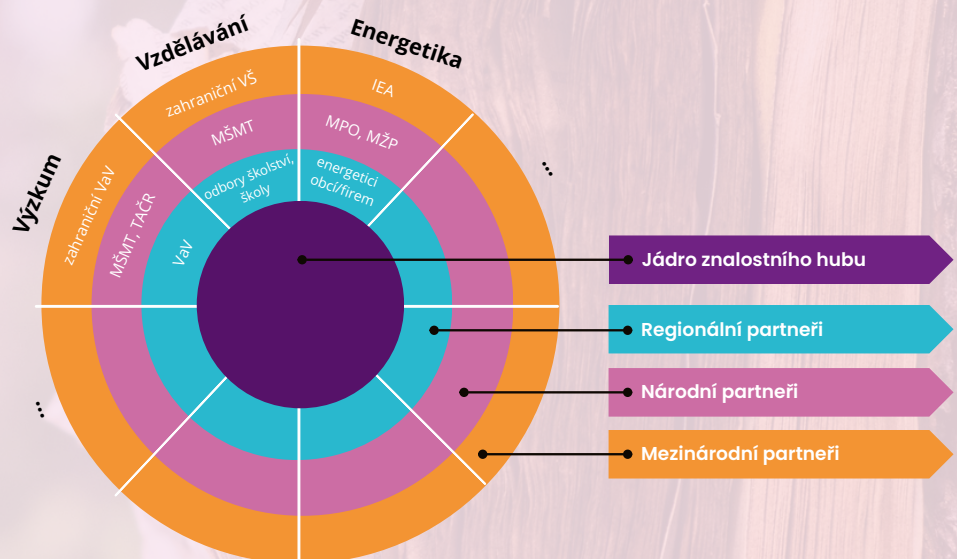 Vzdělávání
Energetika
Výzkum
...
...
zahraniční VŠ
IEA
zahraniční VaV
MŠMT
MPO, MŽP
MŠMT, TAČR
odbory školství,
školy
energetici
obcí/firem
VaV
Jádro znalostního hubu
Regionální partneři
Národní partneři
Mezinárodní partneři